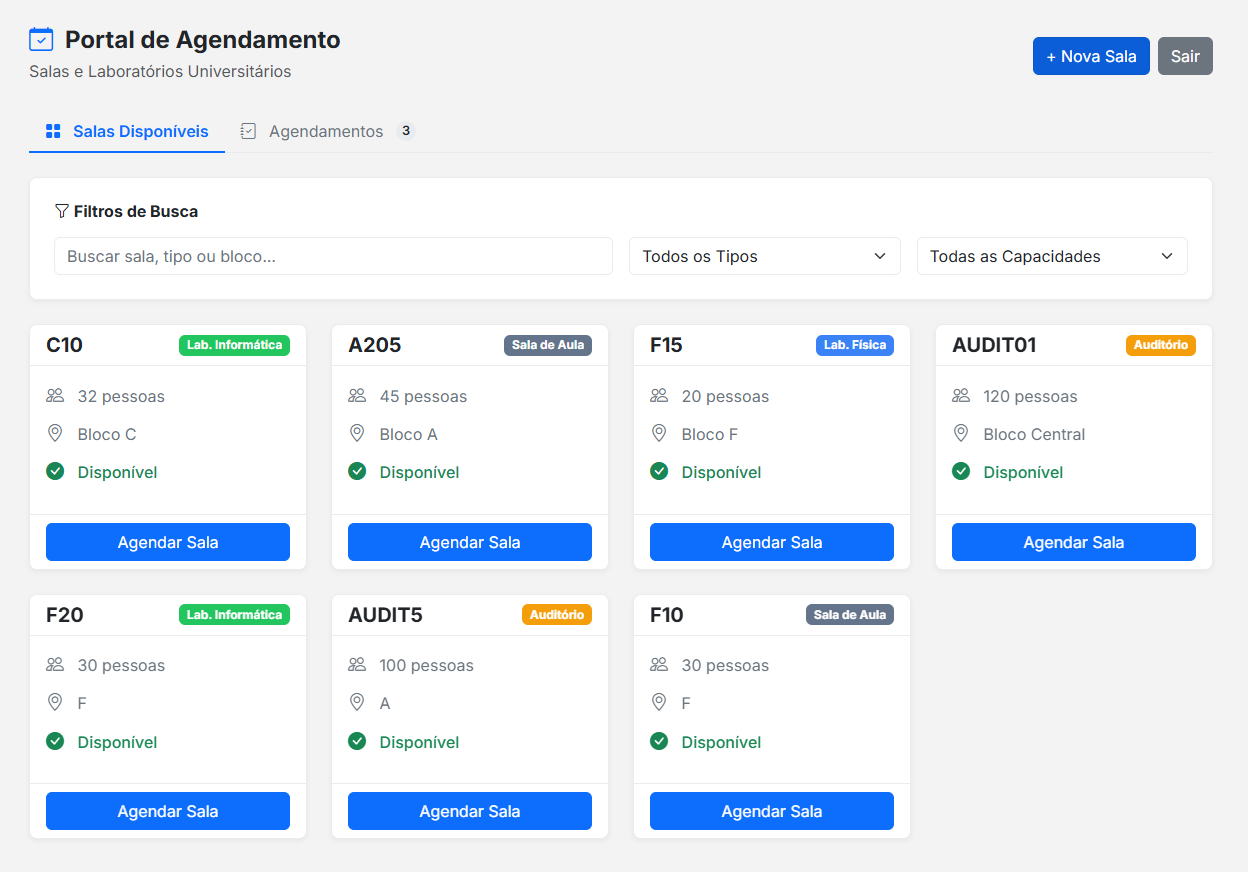 Portal de Agendamento
Salas e Laboratórios Universitários
+ Nova Sala
Sair
Salas Disponíveis
Agendamentos 3
Filtros de Busca
Buscar sala, tipo ou bloco...
Todos os Tipos
Todas as Capacidades
C10 Lab. Informática
32 pessoas
Bloco C
Disponível
Agendar Sala
A205 Sala de Aula
45 pessoas
Bloco A
Disponível
Agendar Sala
F15 Lab. Física
20 pessoas
Bloco F
Disponível
Agendar Sala
AUDIT01 Auditório
120 pessoas
Bloco Central
Disponível
Agendar Sala
F20 Lab. Informática
30 pessoas
F
Disponível
Agendar Sala
AUDIT5 Auditório
100 pessoas
A
Disponível
Agendar Sala
F10 Sala de Aula
30 pessoas
F
Disponível
Agendar Sala